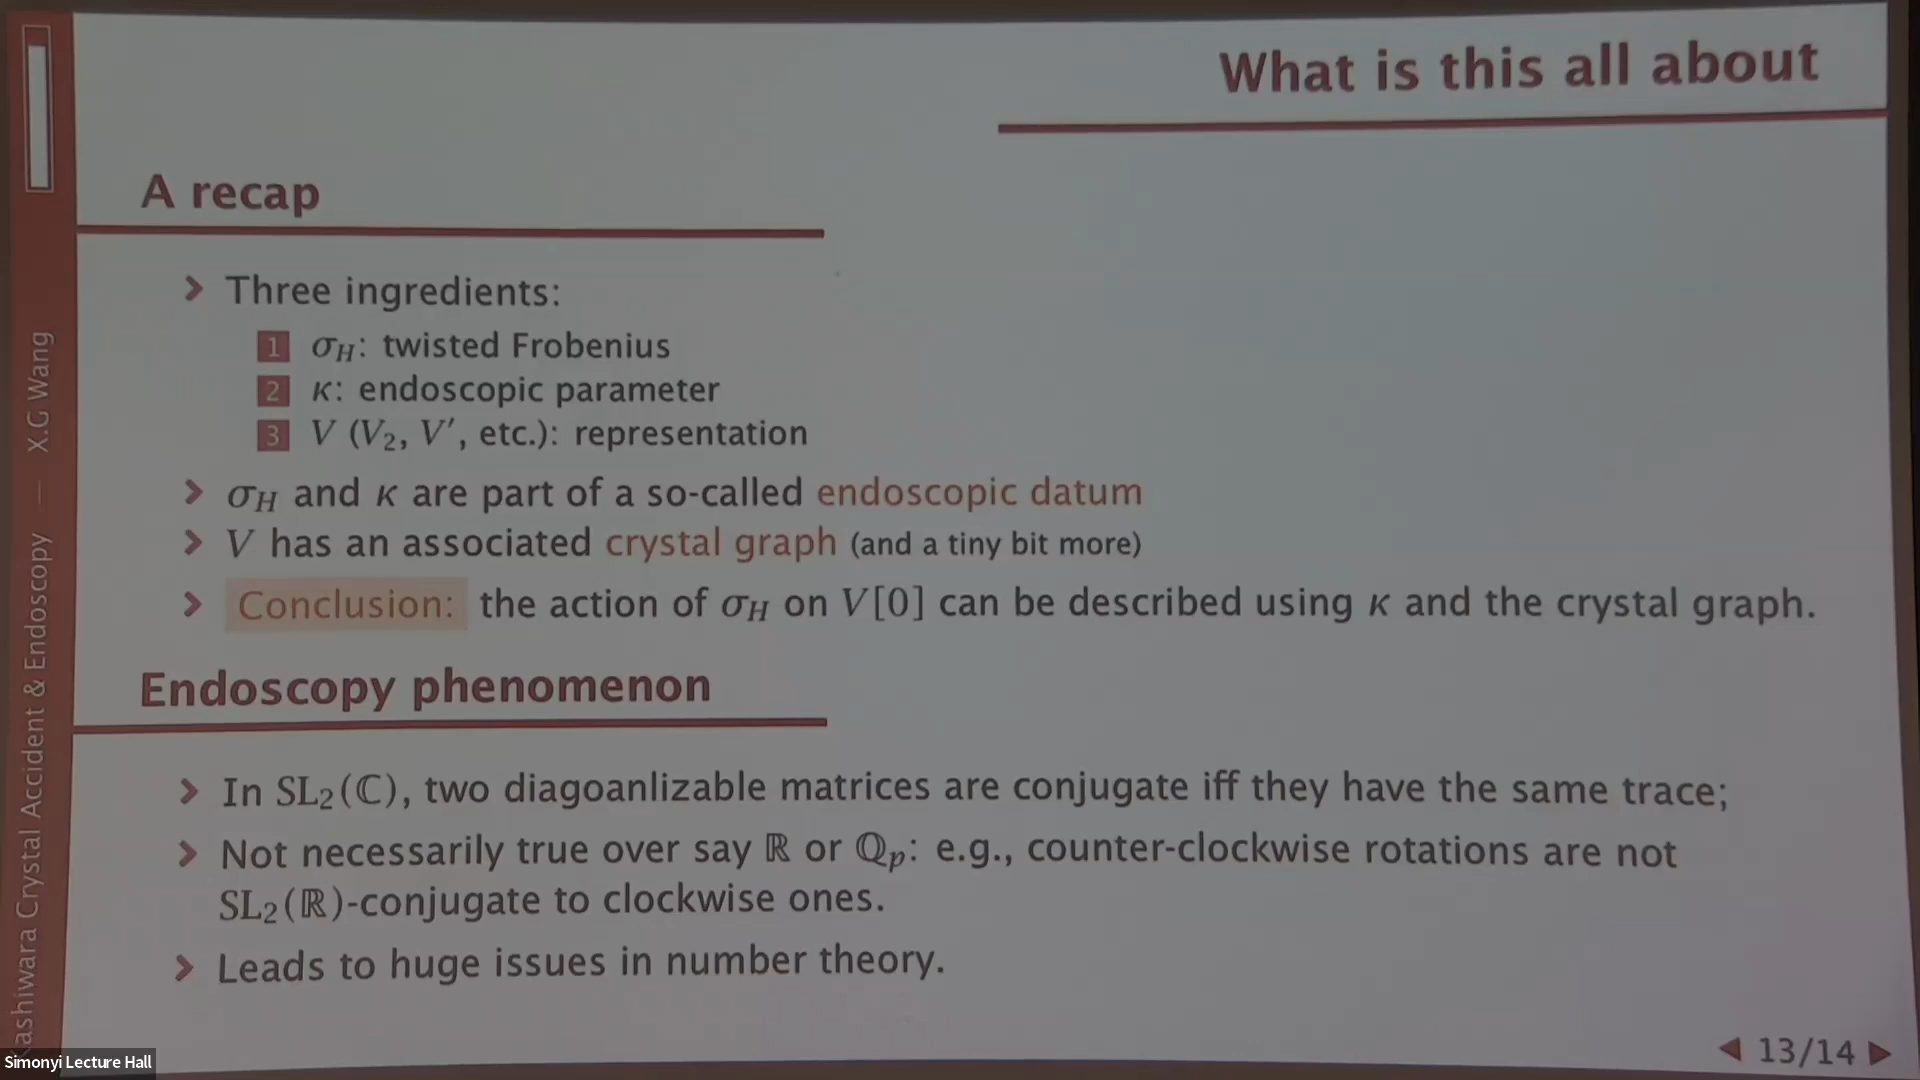 What is this all about
A recap
Three ingredients:
1 σ_H: twisted Frobenius
2 κ: endoscopic parameter
3 V (V₂, V′, etc.): representation
σ_H and κ are part of a so-called endoscopic datum
V has an associated crystal graph (and a tiny bit more)
Conclusion: the action of σ_H on V[0] can be described using κ and the crystal graph.
Endoscopy phenomenon
In SL₂(ℂ), two diagoanlizable matrices are conjugate iff they have the same trace;
Not necessarily true over say ℝ or ℚₚ: e.g., counter-clockwise rotations are not
SL₂(ℝ)-conjugate to clockwise ones.
Leads to huge issues in number theory.
13/14
ashiwara Crystal Accident & Endoscopy — X.G Wang
Simonyi Lecture Hall